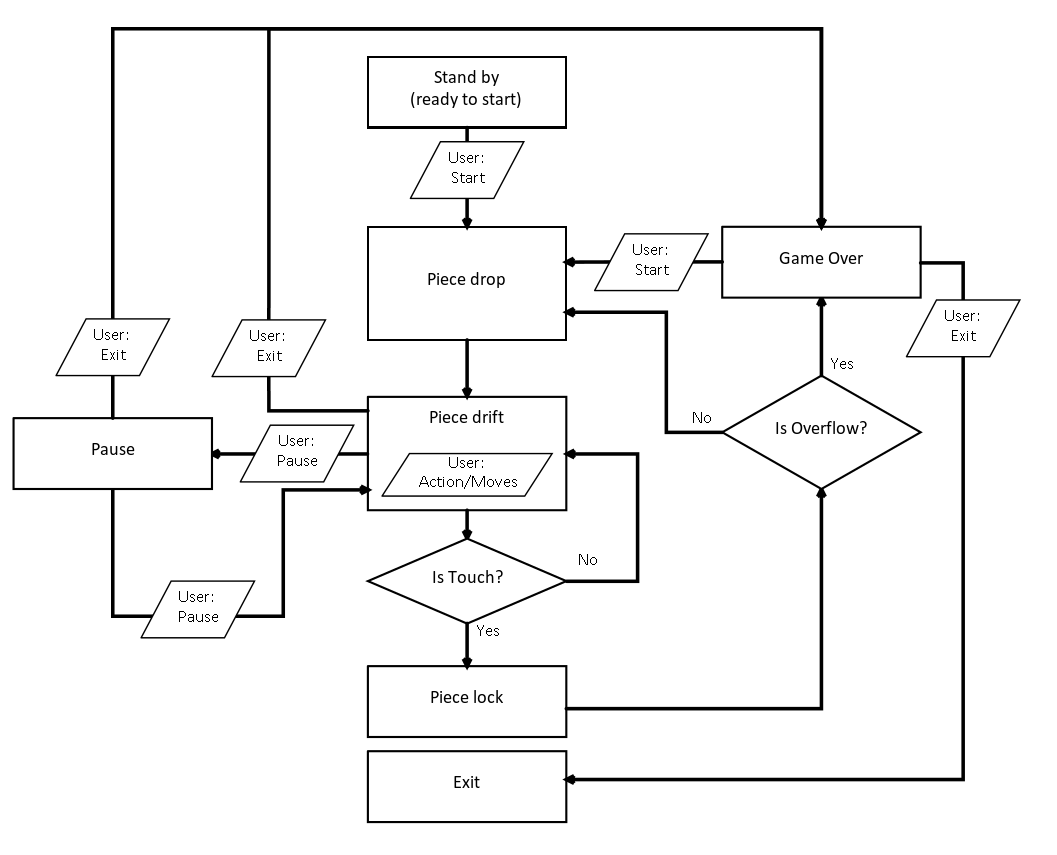 Stand by
(ready to start)
User:
Start
Piece drop
User:
Start
Game Over
User:
Exit
User:
Exit
User:
Exit
Yes
Piece drift
No
Is Overflow?
Pause
User:
Pause
User:
Action/Moves
No
Is Touch?
User:
Pause
Yes
Piece lock
Exit